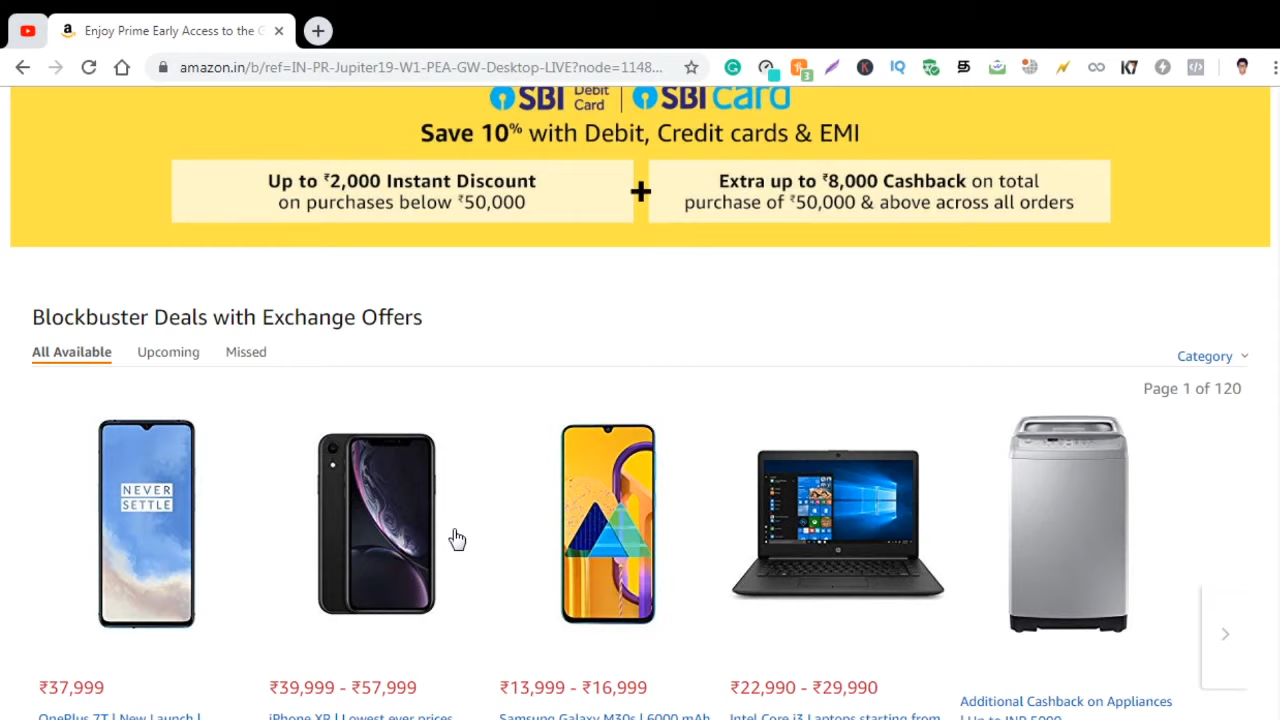 Enjoy Prime Early Access to the G
amazon.in/b/ref=IN-PR-Jupiter19-W1-PEA-GW-Desktop-LIVE?node=1148...
3
IQ
K7
SBI Debit Card | SBI card
Save 10% with Debit, Credit cards & EMI
Up to ₹2,000 Instant Discount
on purchases below ₹50,000
+
Extra up to ₹8,000 Cashback on total
purchase of ₹50,000 & above across all orders
Blockbuster Deals with Exchange Offers
All Available Upcoming Missed
Category
Page 1 of 120
NEVER
SETTLE
₹37,999
₹39,999 - ₹57,999
₹13,999 - ₹16,999
₹22,990 - ₹29,990
Additional Cashback on Appliances
| Up to INR 5000
OnePlus 7T | New Launch |
iPhone XR | Lowest ever prices
Samsung Galaxy M30s | 6000 mAh
Intel Core i3 Laptops starting from